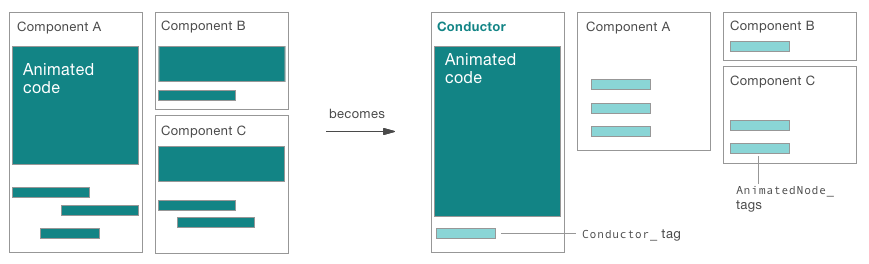 Component A
Animated
code
Component B
Component C
becomes
Conductor
Animated
code
Conductor_ tag
Component A
Component B
Component C
AnimatedNode_
tags